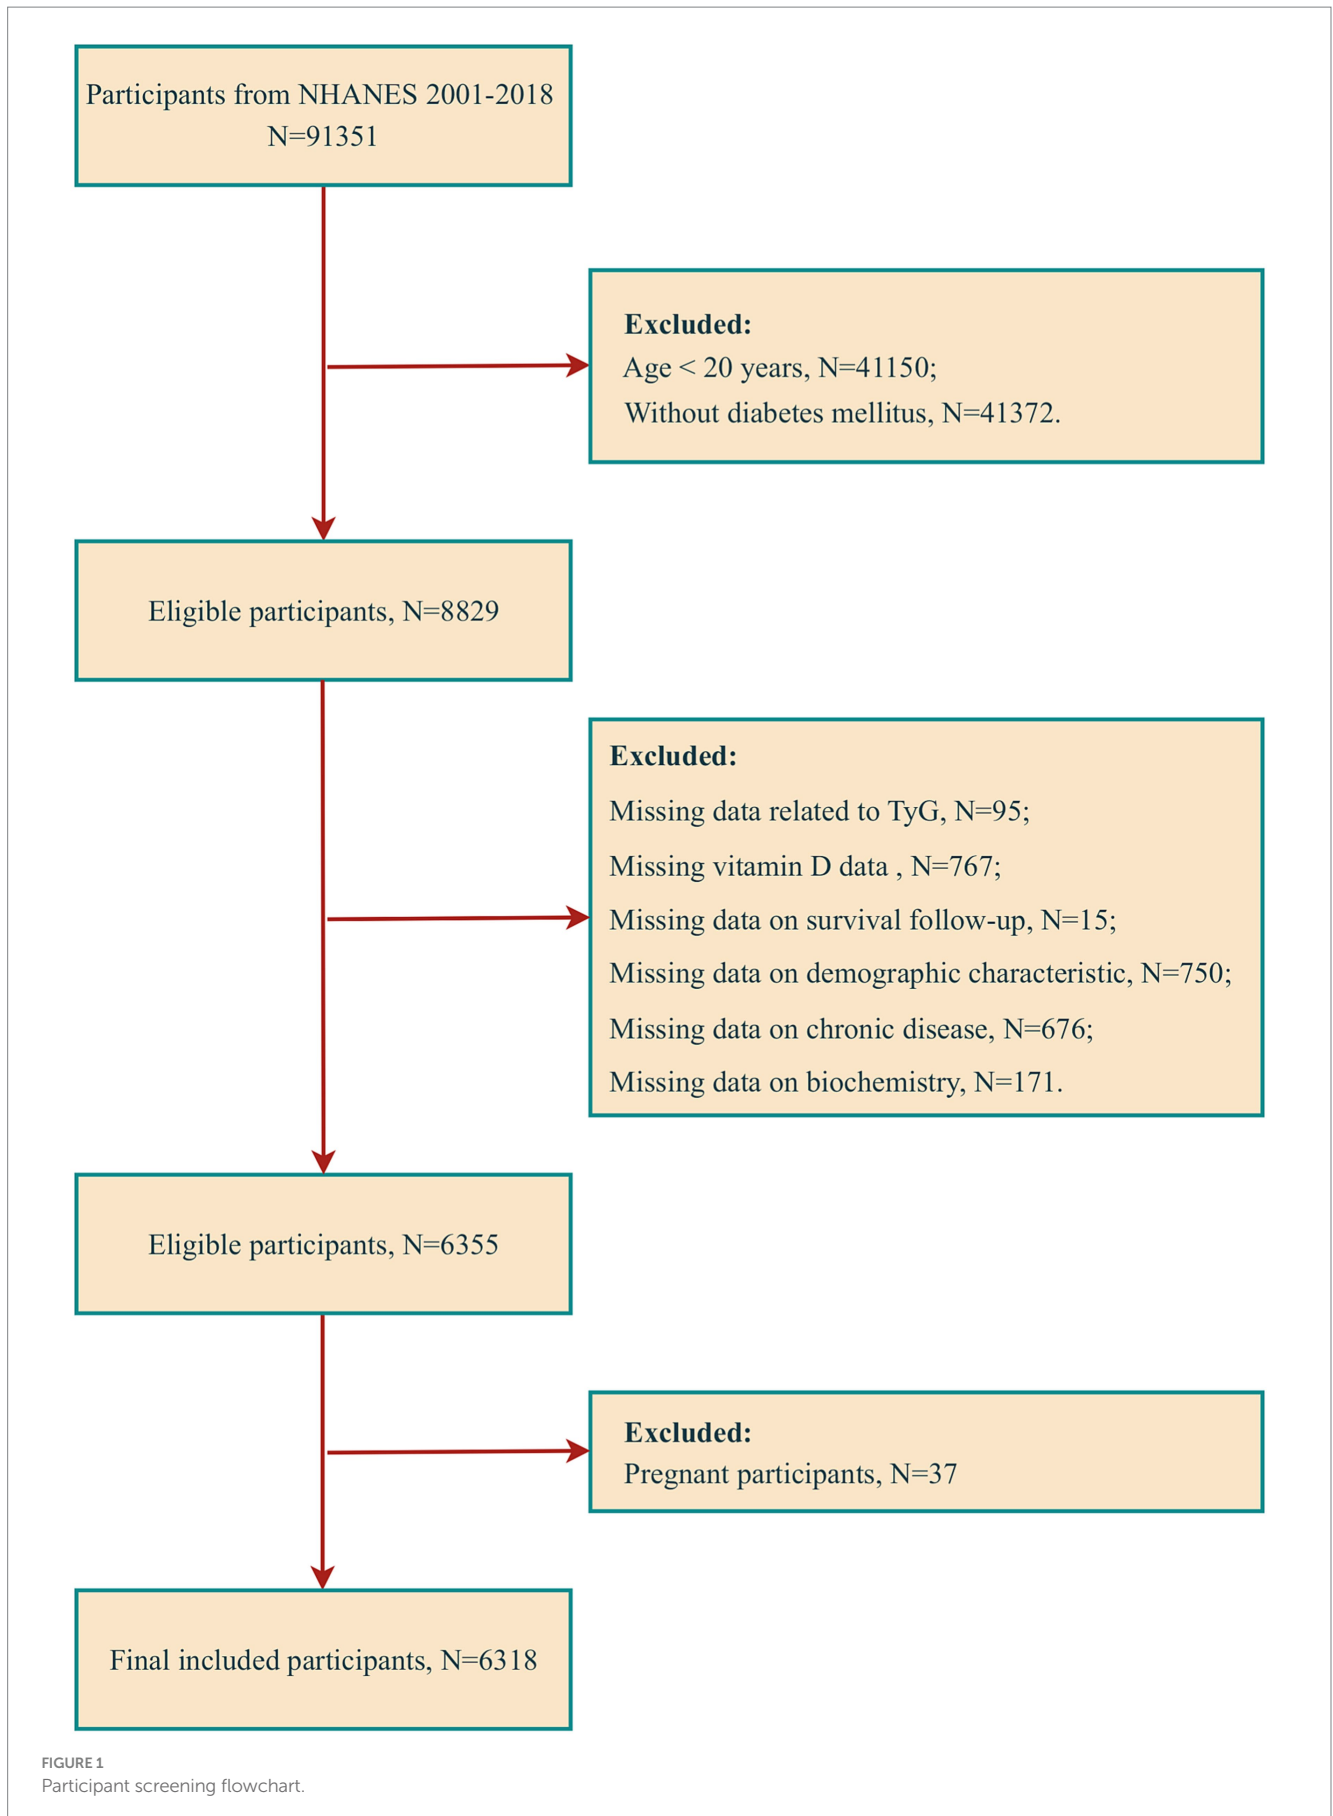 Participants from NHANES 2001-2018
N=91351
Excluded:
Age < 20 years, N=41150;
Without diabetes mellitus, N=41372.
Eligible participants, N=8829
Excluded:
Missing data related to TyG, N=95;
Missing vitamin D data , N=767;
Missing data on survival follow-up, N=15;
Missing data on demographic characteristic, N=750;
Missing data on chronic disease, N=676;
Missing data on biochemistry, N=171.
Eligible participants, N=6355
Excluded:
Pregnant participants, N=37
Final included participants, N=6318
FIGURE 1
Participant screening flowchart.